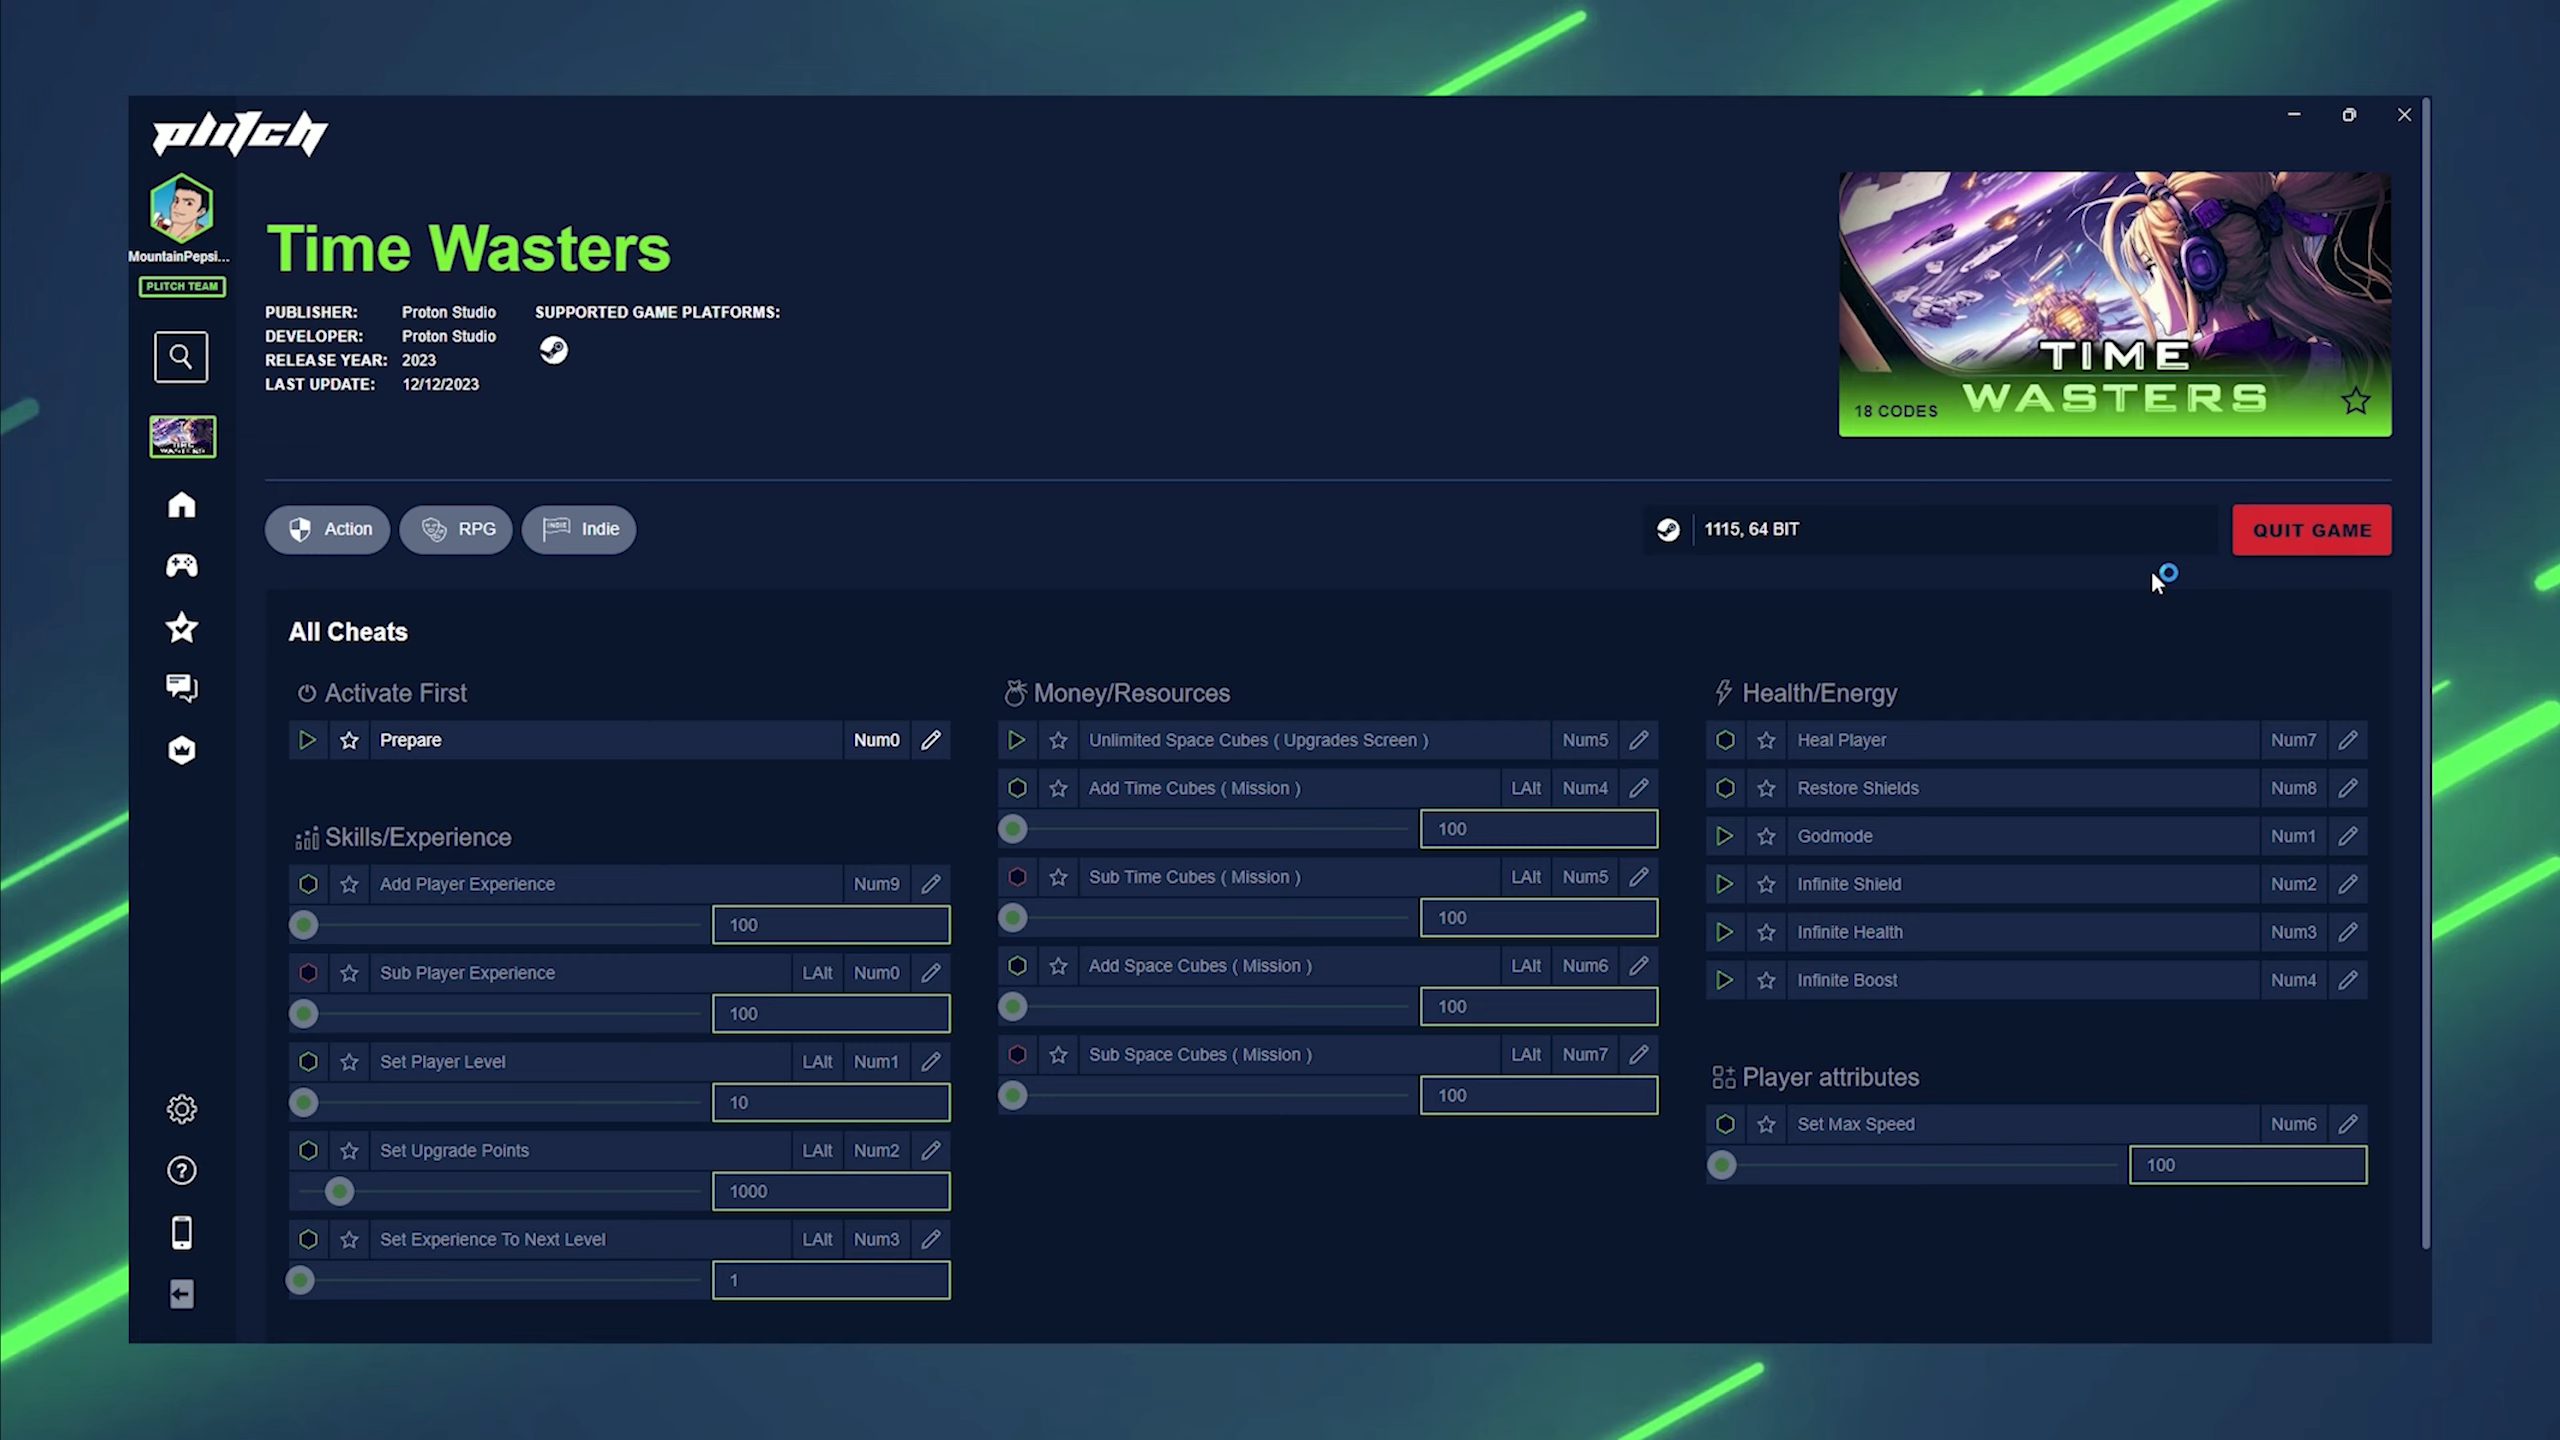 plitch
MountainPepsi...
PLITCH TEAM
Time Wasters
PUBLISHER: Proton Studio
DEVELOPER: Proton Studio
RELEASE YEAR: 2023
LAST UPDATE: 12/12/2023
SUPPORTED GAME PLATFORMS:
TIME
WASTERS
18 CODES
Action
RPG
INDIE Indie
1115, 64 BIT
QUIT GAME
All Cheats
Activate First
Prepare Num0
Skills/Experience
Add Player Experience Num9
100
Sub Player Experience LAlt Num0
100
Set Player Level LAlt Num1
10
Set Upgrade Points LAlt Num2
1000
Set Experience To Next Level LAlt Num3
1
Money/Resources
Unlimited Space Cubes ( Upgrades Screen ) Num5
Add Time Cubes ( Mission ) LAlt Num4
100
Sub Time Cubes ( Mission ) LAlt Num5
100
Add Space Cubes ( Mission ) LAlt Num6
100
Sub Space Cubes ( Mission ) LAlt Num7
100
Health/Energy
Heal Player Num7
Restore Shields Num8
Godmode Num1
Infinite Shield Num2
Infinite Health Num3
Infinite Boost Num4
Player attributes
Set Max Speed Num6
100